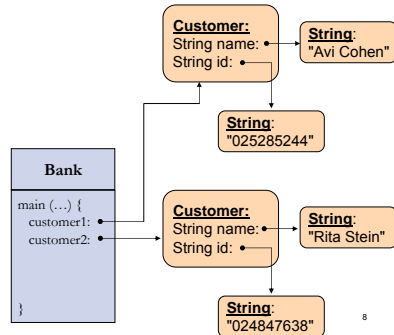 Customer:
String name:
String id:
String:
"Avi Cohen"
String:
"025285244"
Bank
main (…) {
customer1:
customer2:
}
Customer:
String name:
String id:
String:
"Rita Stein"
String:
"024847638"
8